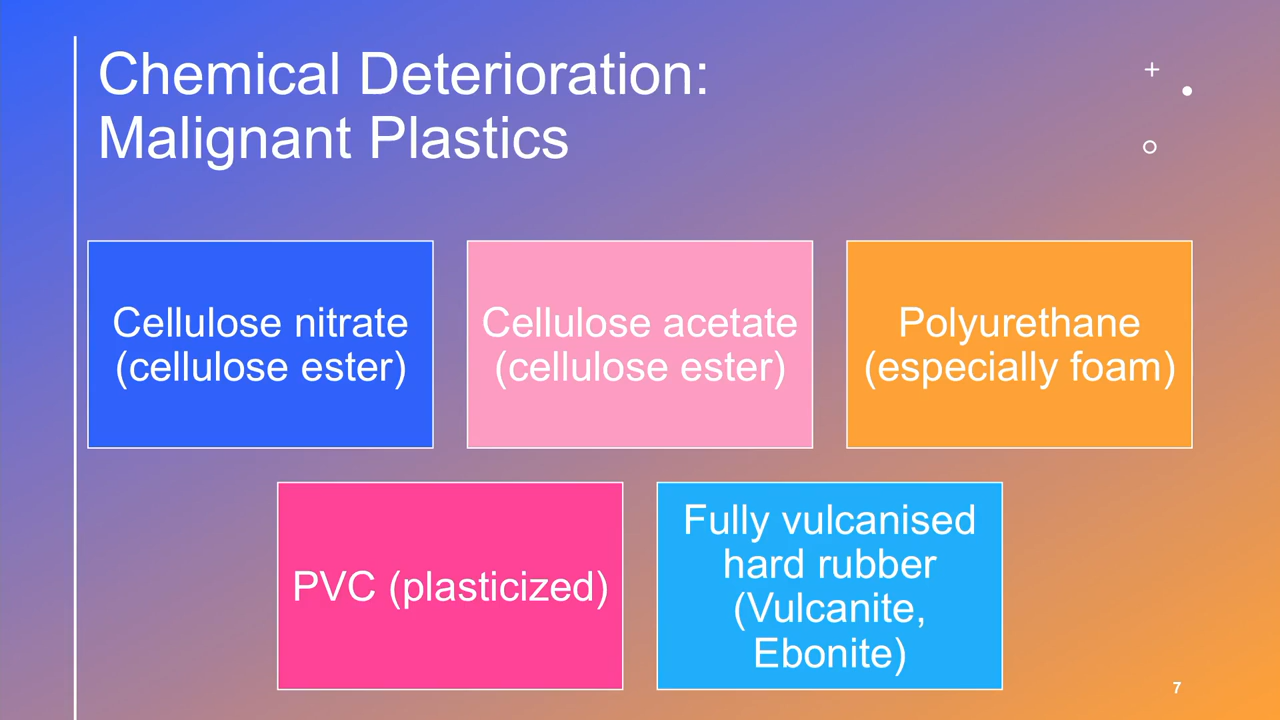 Chemical Deterioration:
Malignant Plastics
Cellulose nitrate
(cellulose ester)
Cellulose acetate
(cellulose ester)
Polyurethane
(especially foam)
PVC (plasticized)
Fully vulcanised
hard rubber
(Vulcanite,
Ebonite)
7